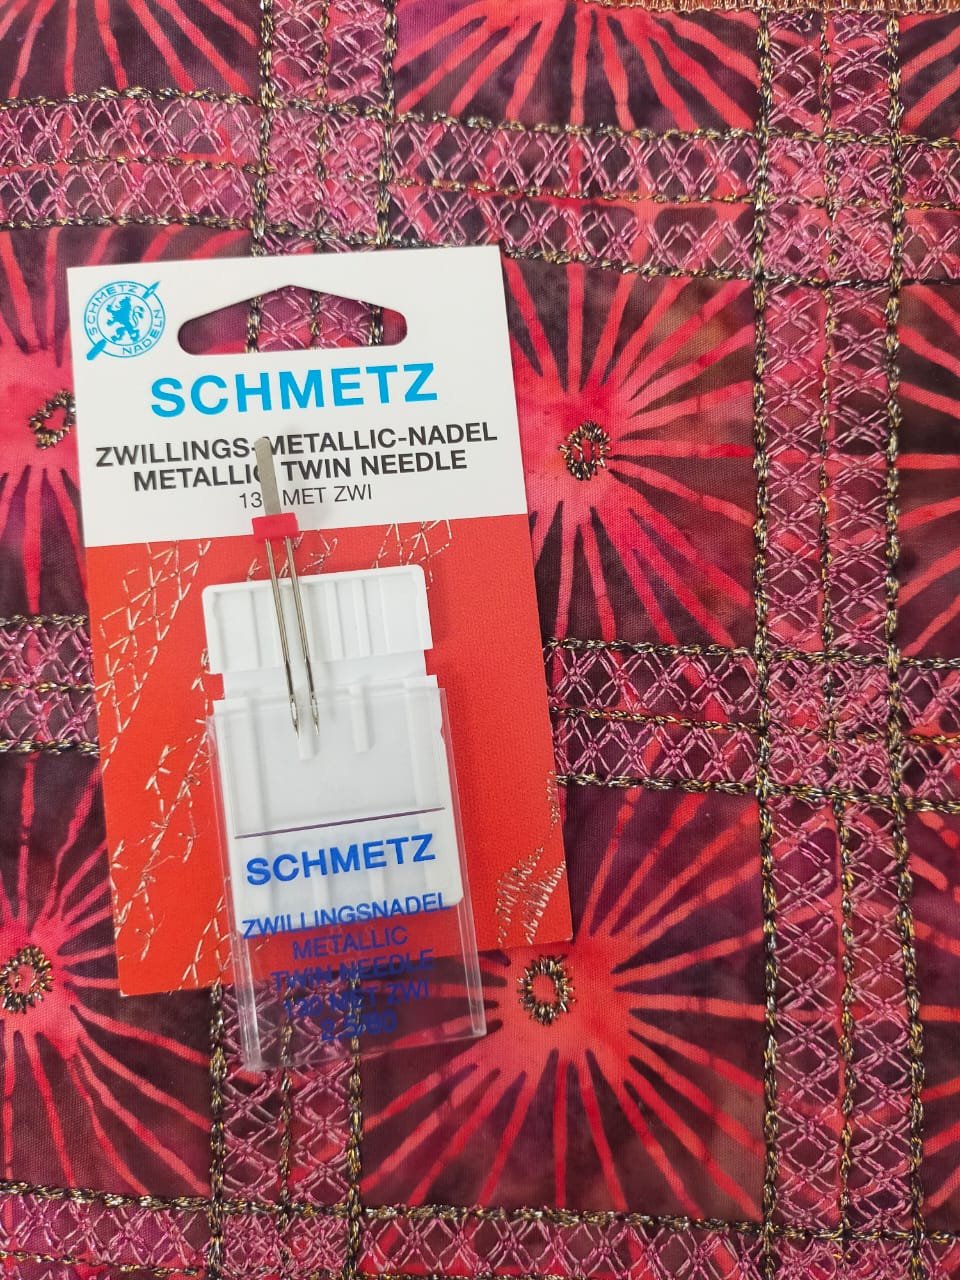 SCHMETZ NADELN
SCHMETZ
ZWILLINGS-METALLIC-NADEL
METALLIC TWIN NEEDLE
130 MET ZWI
SCHMETZ
ZWILLINGSNADEL
METALLIC
TWIN NEEDLE
130 MET ZWI
2.5/80